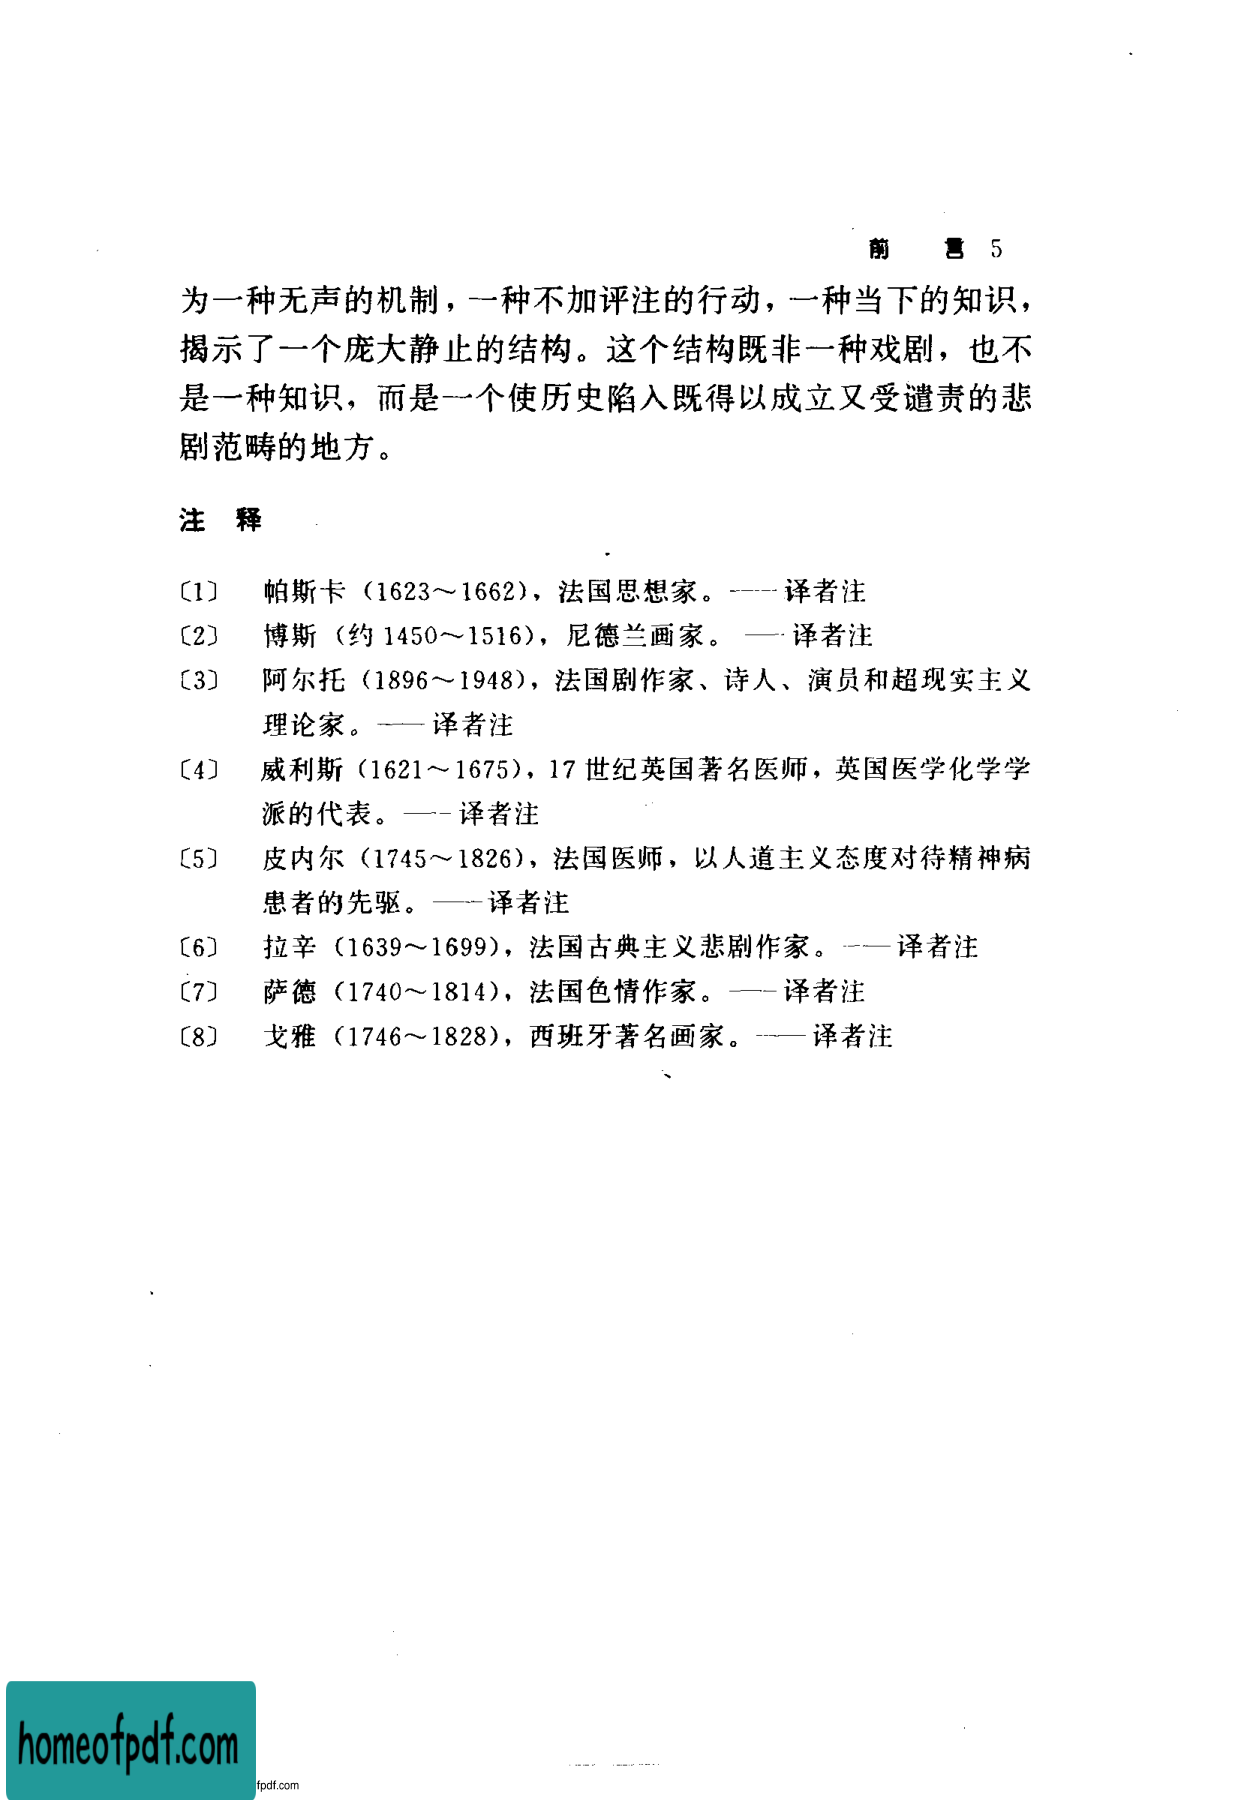 前 言 5
为一种无声的机制，一种不加评注的行动，一种当下的知识，
揭示了一个庞大静止的结构。这个结构既非一种戏剧，也不
是一种知识，而是一个使历史陷入既得以成立又受谴责的悲
剧范畴的地方。
注 释
〔1〕 帕斯卡（1623～1662），法国思想家。——译者注
〔2〕 博斯（约 1450～1516），尼德兰画家。——译者注
〔3〕 阿尔托（1896～1948），法国剧作家、诗人、演员和超现实主义
理论家。——译者注
〔4〕 威利斯（1621～1675），17 世纪英国著名医师，英国医学化学学
派的代表。——译者注
〔5〕 皮内尔（1745～1826），法国医师，以人道主义态度对待精神病
患者的先驱。——译者注
〔6〕 拉辛（1639～1699），法国古典主义悲剧作家。——译者注
〔7〕 萨德（1740～1814），法国色情作家。——译者注
〔8〕 戈雅（1746～1828），西班牙著名画家。——译者注
homeofpdf.com
fpdf.com